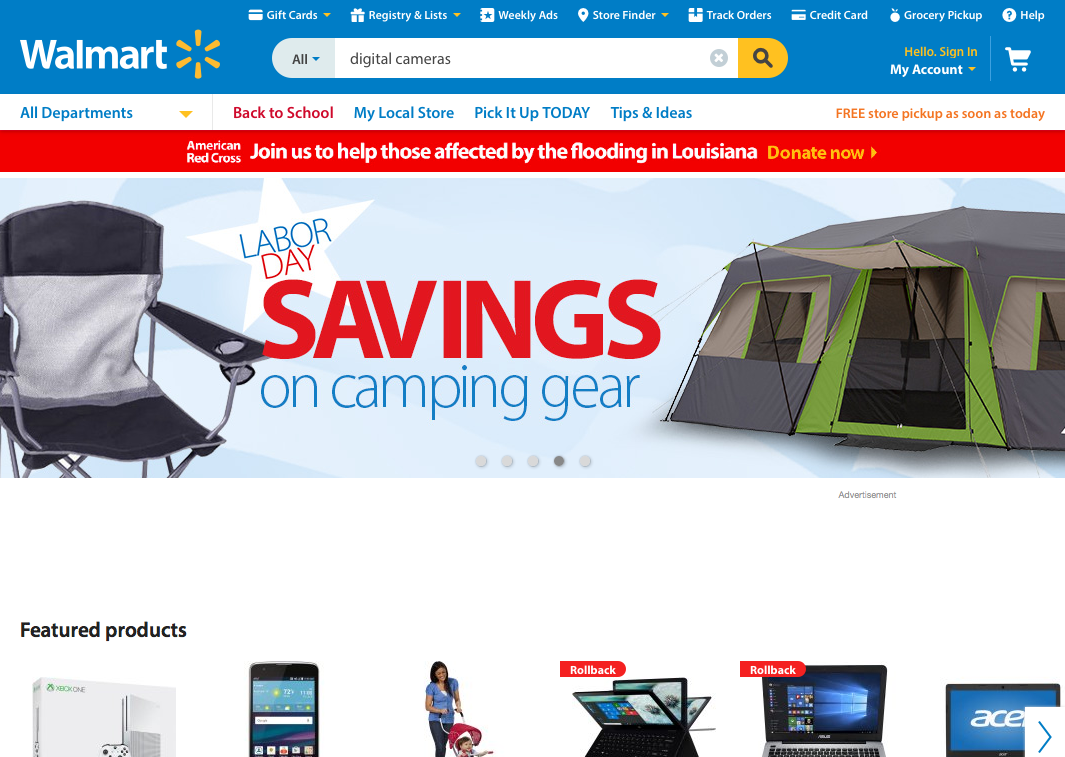 Gift Cards
Registry & Lists
Weekly Ads
Store Finder
Track Orders
Credit Card
Grocery Pickup
Help
Walmart
All
digital cameras
Hello. Sign In
My Account
All Departments
Back to School
My Local Store
Pick It Up TODAY
Tips & Ideas
FREE store pickup as soon as today
American
Red Cross
Join us to help those affected by the flooding in Louisiana Donate now
LABOR
DAY
SAVINGS
on camping gear
Advertisement
Featured products
Rollback
Rollback
XBOX ONE
ASUS
acer
acer